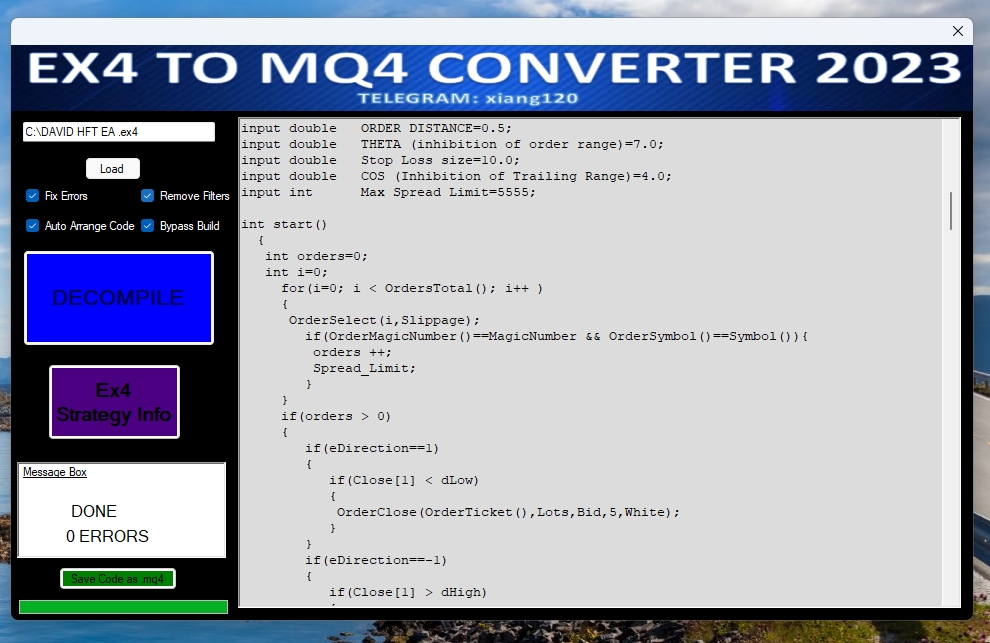 EX4 TO MQ4 CONVERTER 2023
TELEGRAM: xiang120
C:\DAVID HFT EA .ex4
Load
Fix Errors
Remove Filters
Auto Arrange Code
Bypass Build
DECOMPILE
Ex4
Strategy Info
Message Box
DONE
0 ERRORS
Save Code as .mq4
input double   ORDER DISTANCE=0.5;
input double   THETA (inhibition of order range)=7.0;
input double   Stop Loss size=10.0;
input double   COS (Inhibition of Trailing Range)=4.0;
input int      Max Spread Limit=5555;
int start()
{
int orders=0;
int i=0;
for(i=0; i < OrdersTotal(); i++ )
{
OrderSelect(i,Slippage);
if(OrderMagicNumber()==MagicNumber && OrderSymbol()==Symbol()){
orders ++;
Spread_Limit;
}
}
if(orders > 0)
{
if(eDirection==1)
{
if(Close[1] < dLow)
{
OrderClose(OrderTicket(),Lots,Bid,5,White);
}
}
if(eDirection==-1)
{
if(Close[1] > dHigh)